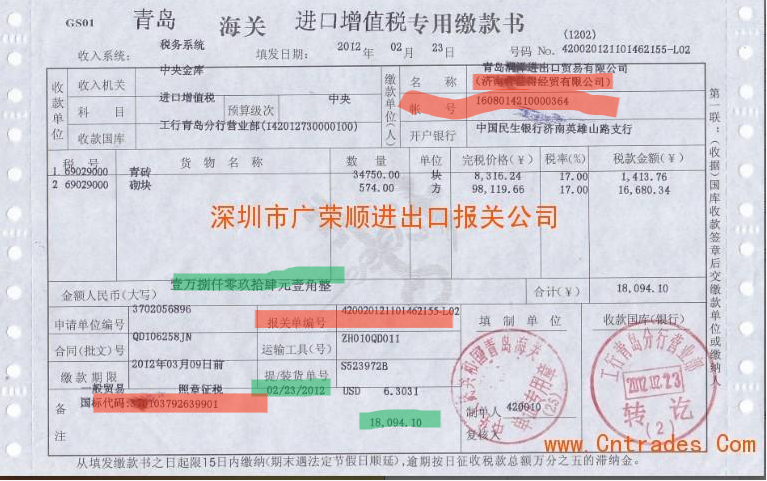 GS01 青岛 海关 进口增值税专用缴款书
(1202)
收入系统: 税务系统 填发日期: 2012 年 02 月 23 日 号码 No. 420020121101462155-L02
收款单位 收入机关 中央金库 缴款单位(人) 名 称 青岛 进出口贸易有限公司
(济南 经贸有限公司)
科 目 进口增值税 预算级次 中央 帐 号 1608014210000364
收款国库 工行青岛分行营业部(142012730000100) 开户银行 中国民生银行济南英雄山路支行
税 号 货 物 名 称 数 量 单位 完税价格(¥) 税率(%) 税款金额(¥)
1 69029000 青砖 34750.00 块 8,316.24 17.00 1,413.76
2 69029000 砌块 574.00 方 98,119.66 17.00 16,680.34
深圳市广荣顺进出口报关公司
金额人民币(大写) 壹万捌仟零玖拾肆元壹角整 合计(¥) 18,094.10
申请单位编号 3702056896 报关单编号 420020121101462155-L02 填 制 单 位 收款国库(银行)
合同(批文)号 QD106258JN 运输工具(号) ZH010QD011
缴 款 期限 2012年03月09日前 提/装货单号 S523972B
备注 一般贸易 照章征税 02/23/2012 USD 6.3031
国标代码: 103792639901
18,094.10
制单人 420010
复核人
共和国青岛海关
单证专用章
(23)
工行青岛分行营业部
2012.02.23
转讫
(2)
www.Cntrades.Com
从填发缴款书之日起限15日内缴纳(期末遇法定节假日顺延),逾期按日征收税款总额万分之五的滞纳金。
第一联:(收据)国库收款签章后交缴款单位或缴纳人